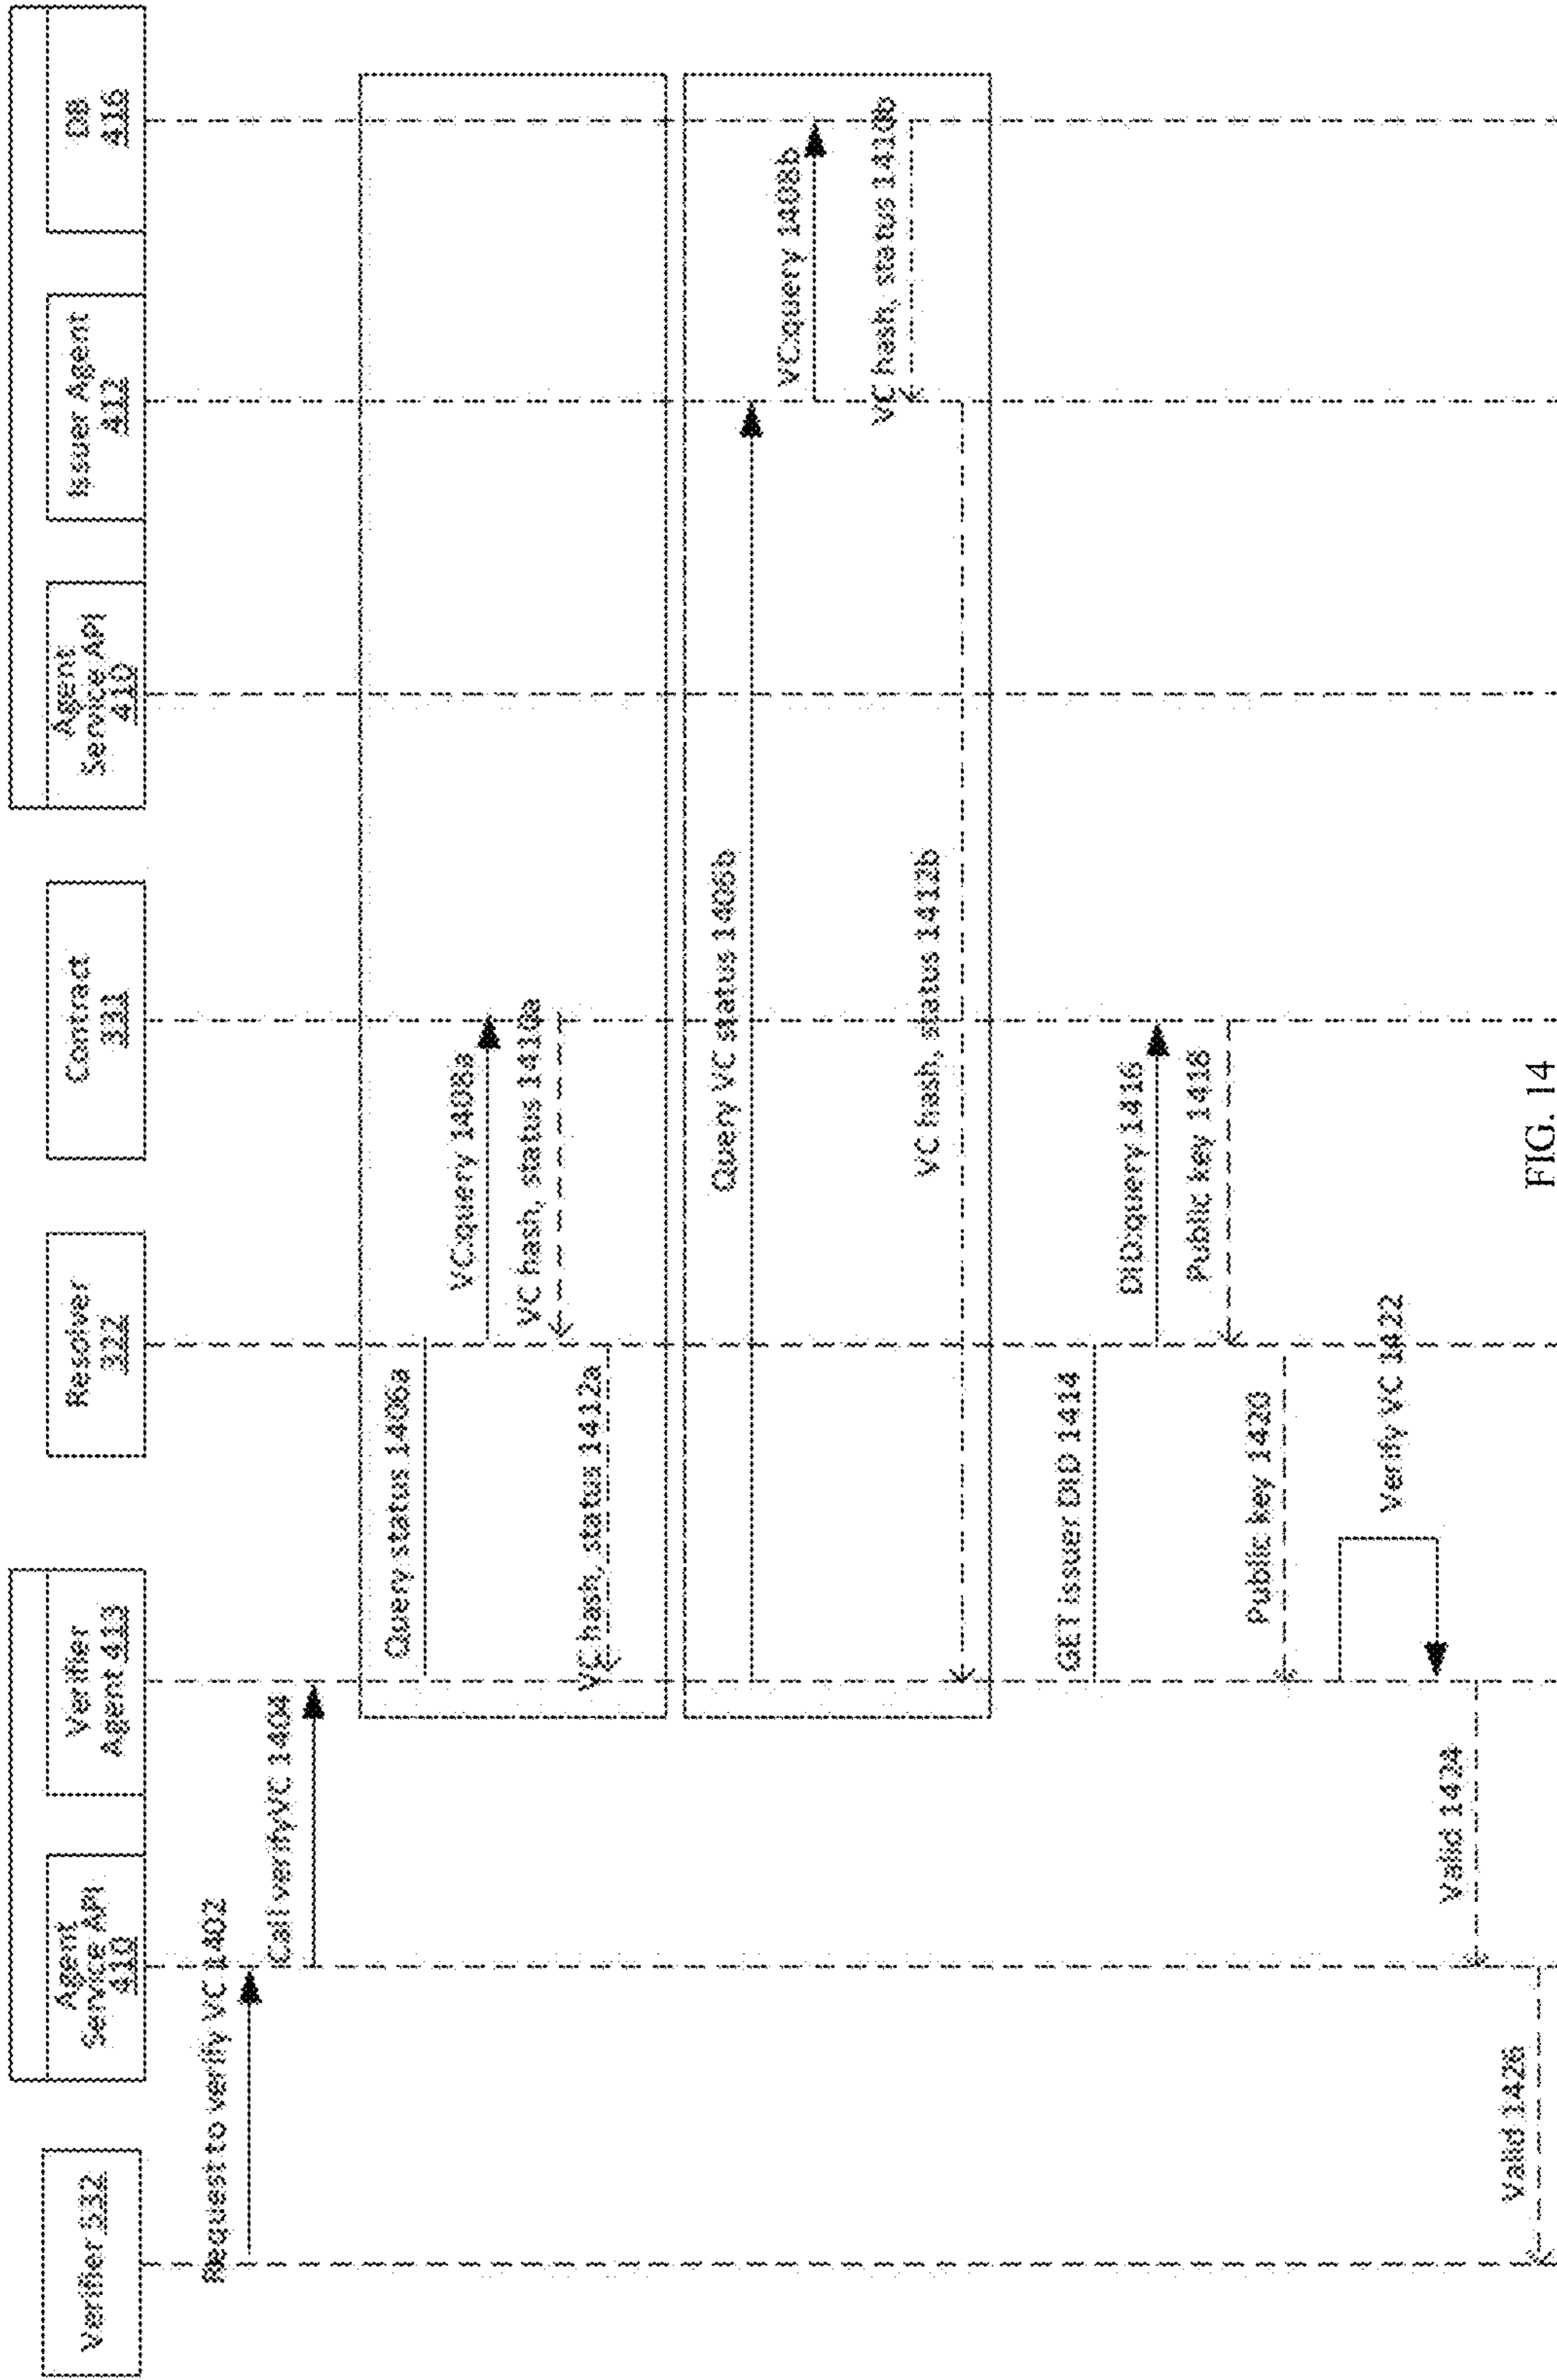 Verifier 532
Agent
Service API
410
Verifier
Agent 413
Resolver
322
Contract
331
Agent
Service API
410
Issuer Agent
412
DB
416
Request to verify VC 1402
Call verifyVC 1404
Query status 1406a
VC:query 1408a
VC hash, status 1410a
VC hash, status 1412a
Query VC status 1406b
VC:query 1408b
VC hash, status 1410b
VC hash, status 1412b
GET issuer DID 1414
DID:query 1416
Public key 1418
Public key 1420
Verify VC 1422
Valid 1424
Valid 1426
FIG. 14